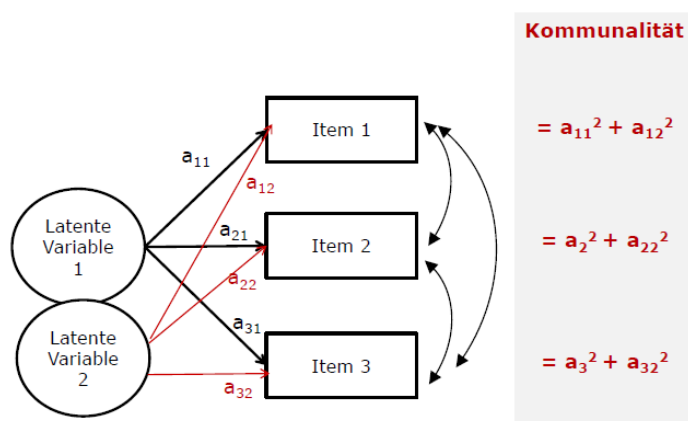 Kommunalität
Item 1
= a₁₁² + a₁₂²
a₁₁
a₁₂
Latente
Variable
1
a₂₁
Item 2
= a₂² + a₂₂²
a₂₂
a₃₁
Latente
Variable
2
Item 3
= a₃² + a₃₂²
a₃₂